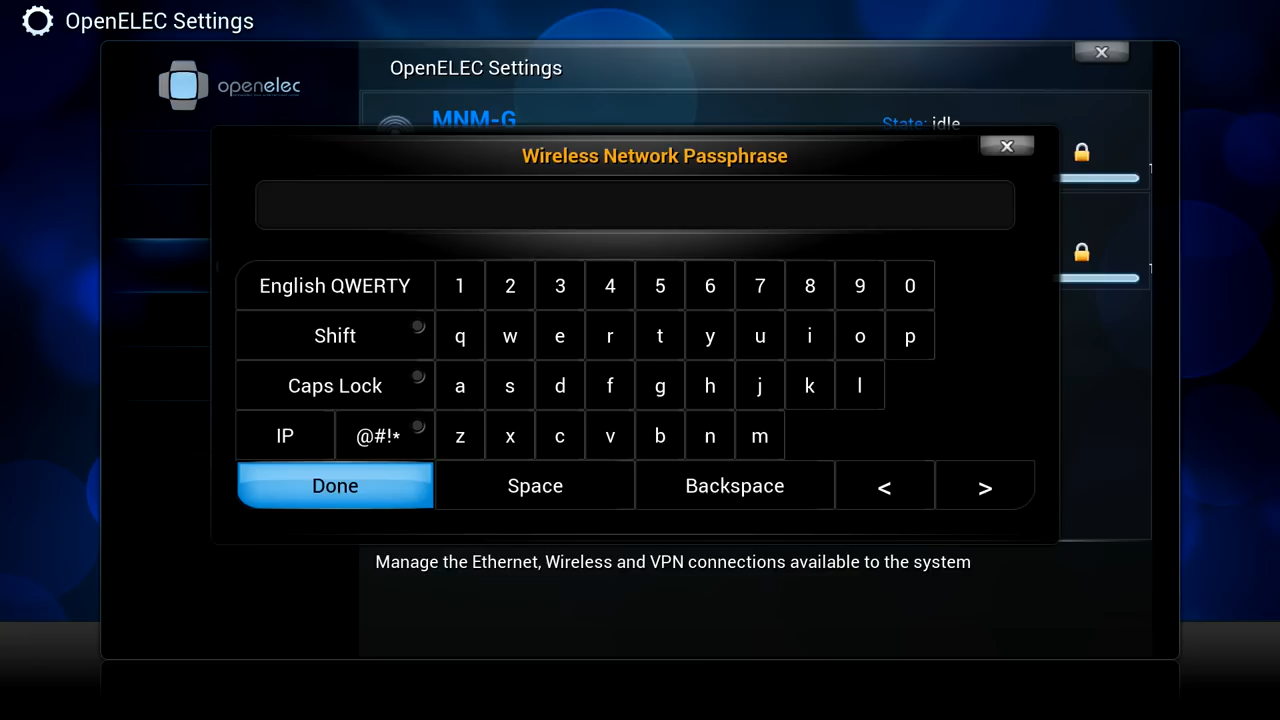 OpenELEC Settings
openelec
OpenELEC Settings
MNM-G
State: idle
Wireless Network Passphrase
English QWERTY 1 2 3 4 5 6 7 8 9 0
Shift q w e r t y u i o p
Caps Lock a s d f g h j k l
IP @#!* z x c v b n m
Done Space Backspace < >
Manage the Ethernet, Wireless and VPN connections available to the system